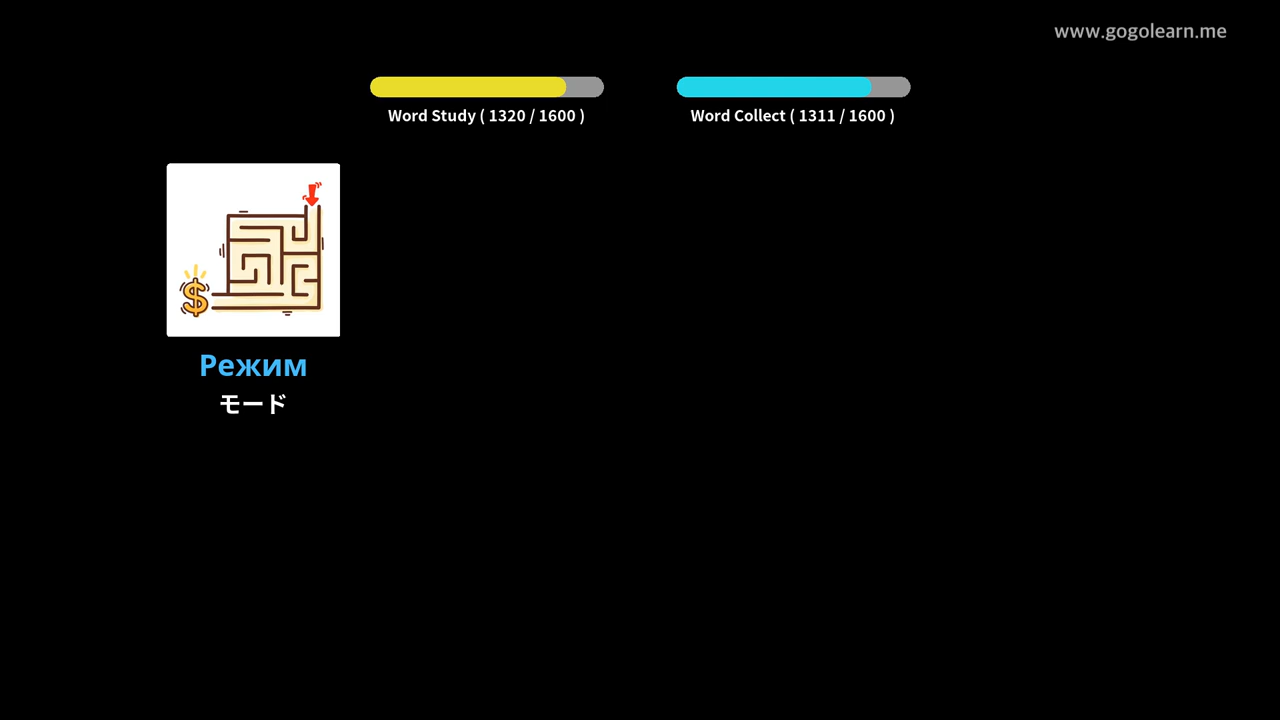 www.gogolearn.me
Word Study ( 1320 / 1600 )
Word Collect ( 1311 / 1600 )
$
Режим
モード